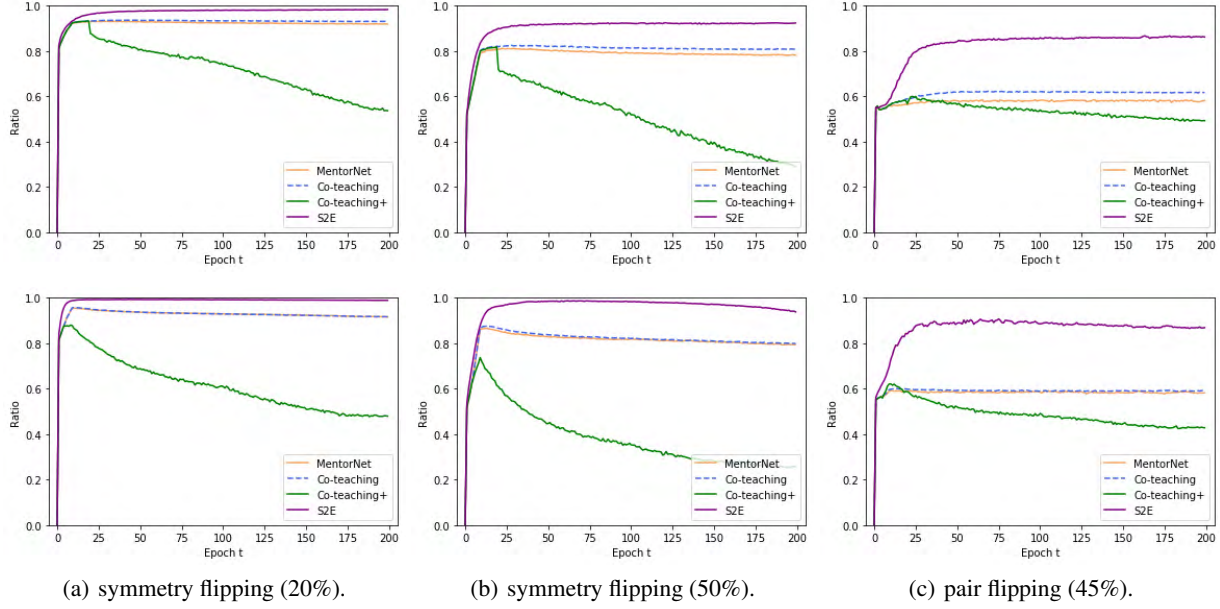 1.0
0.8
0.6
0.4
0.2
0.0
Ratio
MentorNet
Co-teaching
Co-teaching+
S2E
0 25 50 75 100 125 150 175 200
Epoch t
1.0
0.8
0.6
0.4
0.2
0.0
Ratio
MentorNet
Co-teaching
Co-teaching+
S2E
0 25 50 75 100 125 150 175 200
Epoch t
1.0
0.8
0.6
0.4
0.2
0.0
Ratio
MentorNet
Co-teaching
Co-teaching+
S2E
0 25 50 75 100 125 150 175 200
Epoch t
1.0
0.8
0.6
0.4
0.2
0.0
Ratio
MentorNet
Co-teaching
Co-teaching+
S2E
0 25 50 75 100 125 150 175 200
Epoch t
1.0
0.8
0.6
0.4
0.2
0.0
Ratio
MentorNet
Co-teaching
Co-teaching+
S2E
0 25 50 75 100 125 150 175 200
Epoch t
1.0
0.8
0.6
0.4
0.2
0.0
Ratio
MentorNet
Co-teaching
Co-teaching+
S2E
0 25 50 75 100 125 150 175 200
Epoch t
(a) symmetry flipping (20%).
(b) symmetry flipping (50%).
(c) pair flipping (45%).